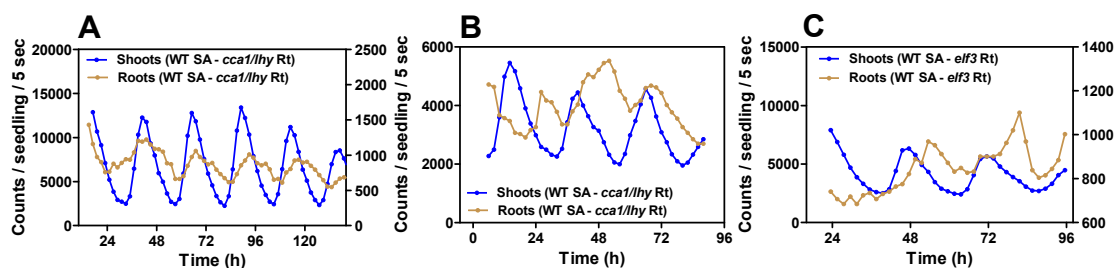 A
Counts / seedling / 5 sec
20000
15000
10000
5000
0
Shoots (WT SA - cca1/lhy Rt)
Roots (WT SA - cca1/lhy Rt)
2500
2000
1500
1000
500
0
24 48 72 96 120
Time (h)
B
Counts / seedling / 5 sec
6000
4000
2000
0
Shoots (WT SA - cca1/lhy Rt)
Roots (WT SA - cca1/lhy Rt)
0 24 48 72 96
Time (h)
C
Counts / seedling / 5 sec
15000
10000
5000
0
Shoots (WT SA - elf3 Rt)
Roots (WT SA - elf3 Rt)
1400
1200
1000
800
600
24 48 72 96
Time (h)